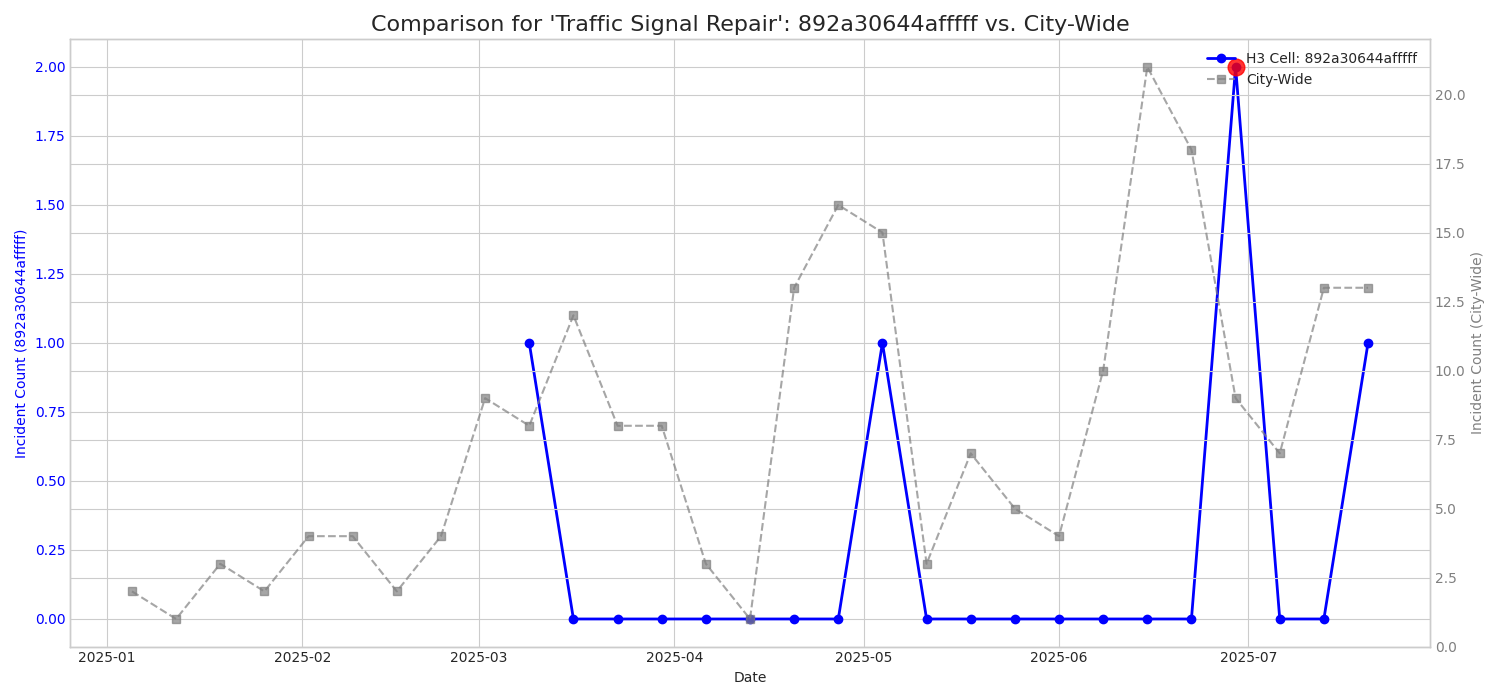 Comparison for 'Traffic Signal Repair': 892a30644afffff vs. City-Wide
H3 Cell: 892a30644afffff
City-Wide
Incident Count (892a30644afffff)
2.00
1.75
1.50
1.25
1.00
0.75
0.50
0.25
0.00
20.0
17.5
15.0
12.5
10.0
7.5
5.0
2.5
0.0
Incident Count (City-Wide)
2025-01 2025-02 2025-03 2025-04 2025-05 2025-06 2025-07
Date